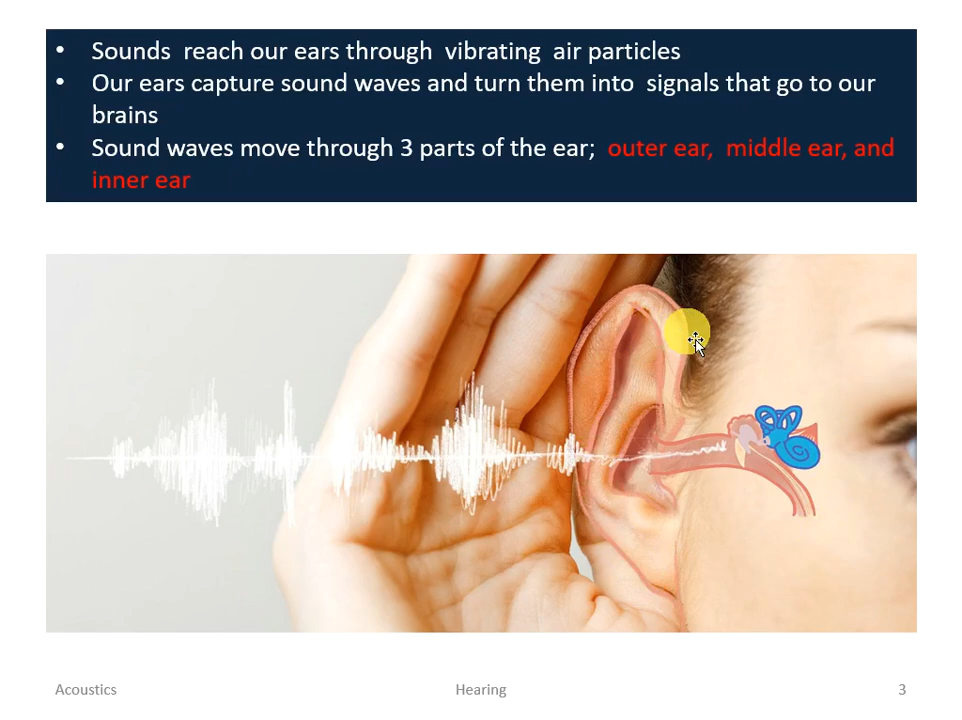 • Sounds reach our ears through vibrating air particles
• Our ears capture sound waves and turn them into signals that go to our
brains
• Sound waves move through 3 parts of the ear; outer ear, middle ear, and
inner ear
Acoustics
Hearing
3